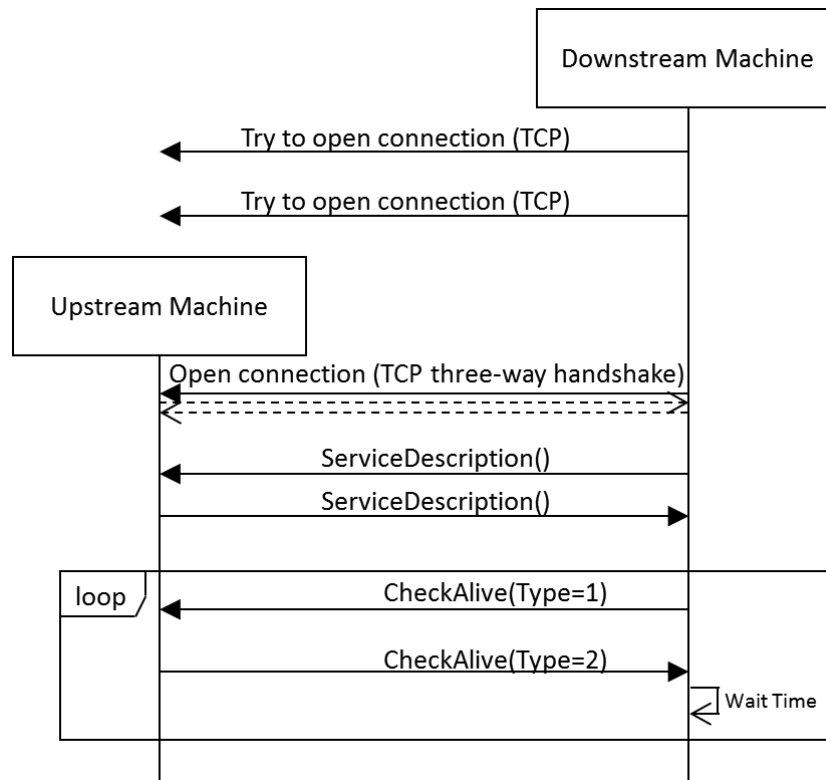 Downstream Machine
Try to open connection (TCP)
Try to open connection (TCP)
Upstream Machine
Open connection (TCP three-way handshake)
ServiceDescription()
ServiceDescription()
loop
CheckAlive(Type=1)
CheckAlive(Type=2)
Wait Time